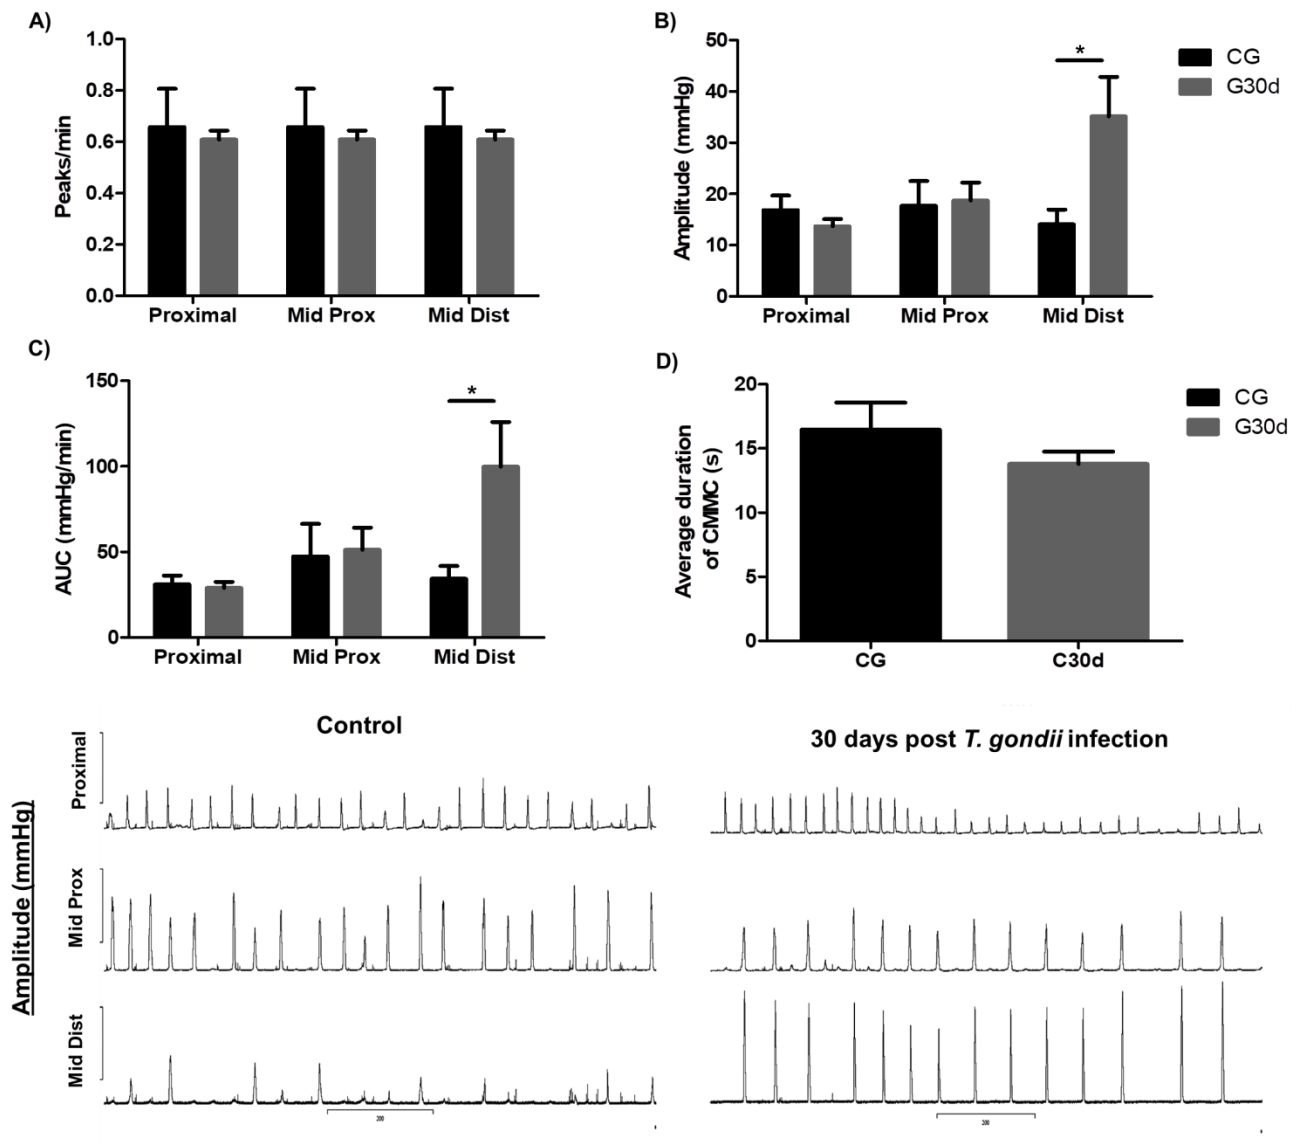 A)
1.0
0.8
0.6
0.4
0.2
0.0
Peaks/min
Proximal
Mid Prox
Mid Dist
B)
50
40
30
20
10
0
Amplitude (mmHg)
*
Proximal
Mid Prox
Mid Dist
CG
G30d
C)
150
100
50
0
AUC (mmHg/min)
*
Proximal
Mid Prox
Mid Dist
D)
20
15
10
5
0
Average duration
of CMMC (s)
CG
C30d
CG
G30d
Control
30 days post T. gondii infection
Amplitude (mmHg)
Proximal
Mid Prox
Mid Dist
200
200